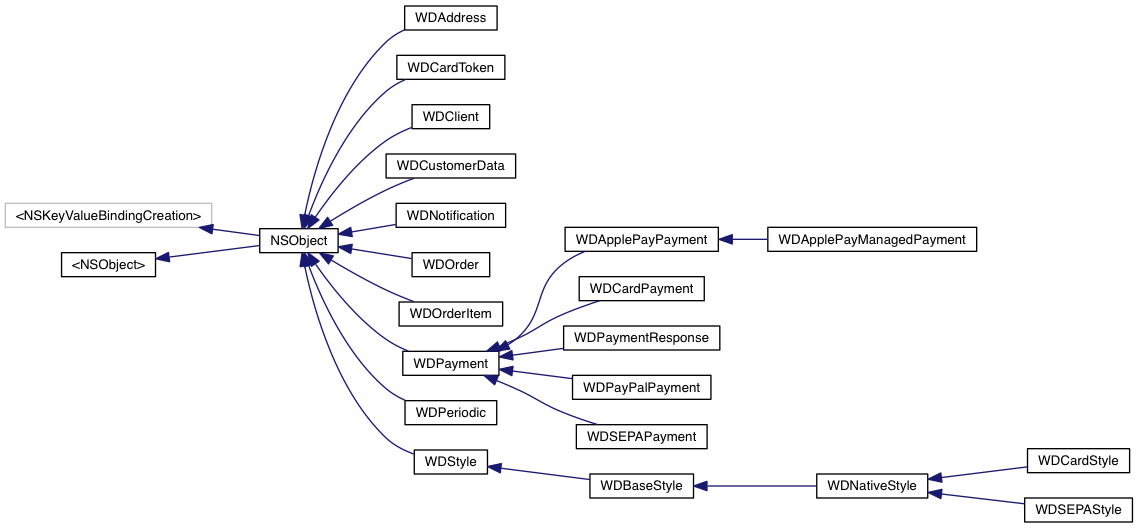 WDAddress
WDCardToken
WDClient
WDCustomerData
<NSKeyValueBindingCreation>
WDNotification
NSObject
WDApplePayPayment
WDApplePayManagedPayment
<NSObject>
WDOrder
WDCardPayment
WDOrderItem
WDPaymentResponse
WDPayment
WDPayPalPayment
WDPeriodic
WDSEPAPayment
WDStyle
WDCardStyle
WDBaseStyle
WDNativeStyle
WDSEPAStyle